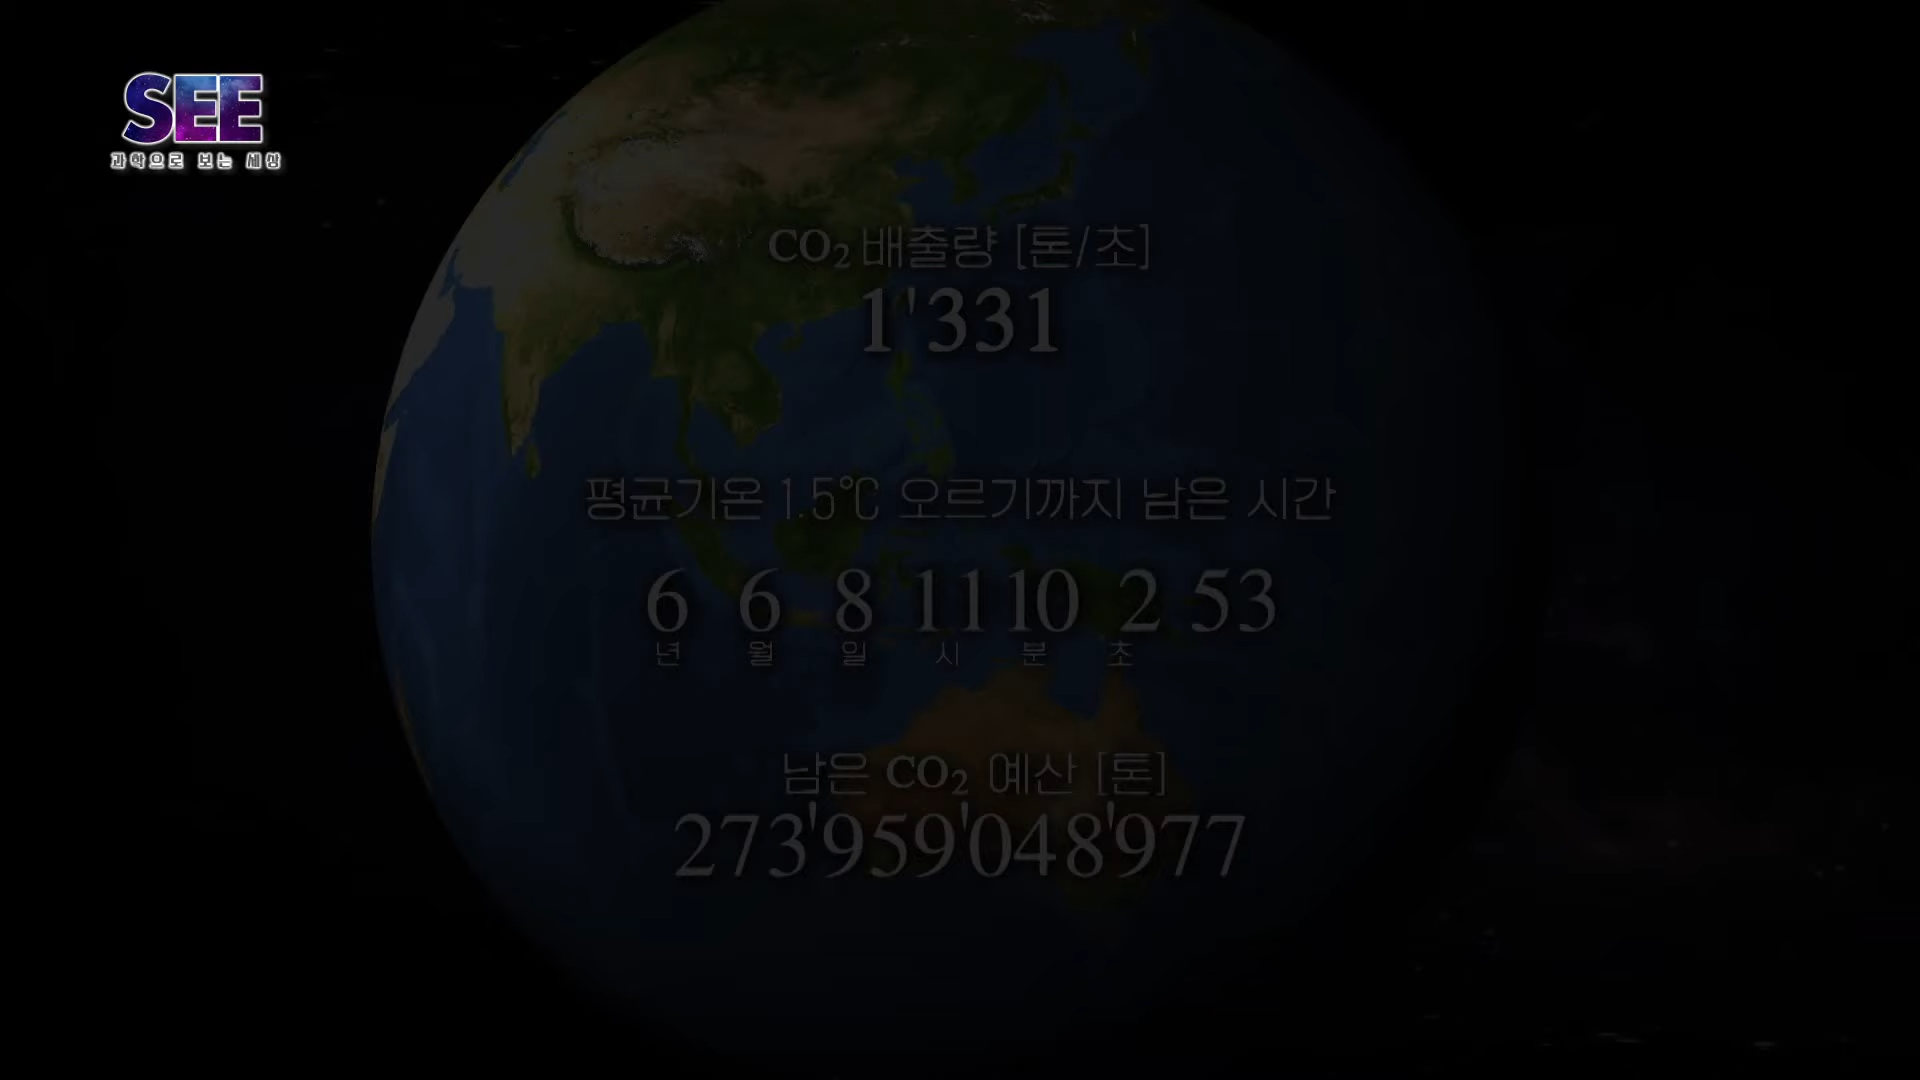 SEE
과학으로 보는 세상
CO₂ 배출량 [톤/초]
1'331
평균기온 1.5℃ 오르기까지 남은 시간
6 6 8 11 10 2 53
년 월 일 시 분 초
남은 CO₂ 예산 [톤]
273'959'048'977